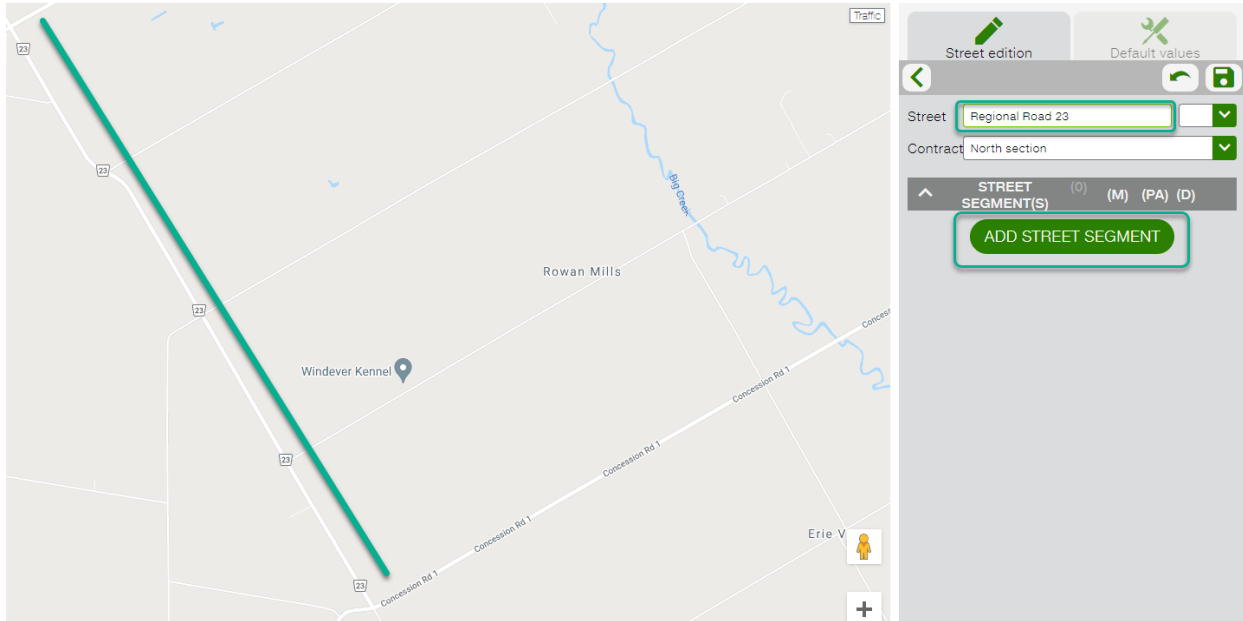 Traffic
23
23
Big Creek
Rowan Mills
23
Concess
Windever Kennel
Concession Rd 1
23
Concession Rd 1
Concession Rd 1
Erie V
23
Concession Rd 1
Street edition
Default values
Street Regional Road 23
Contract North section
STREET SEGMENT(S) (0) (M) (PA) (D)
ADD STREET SEGMENT